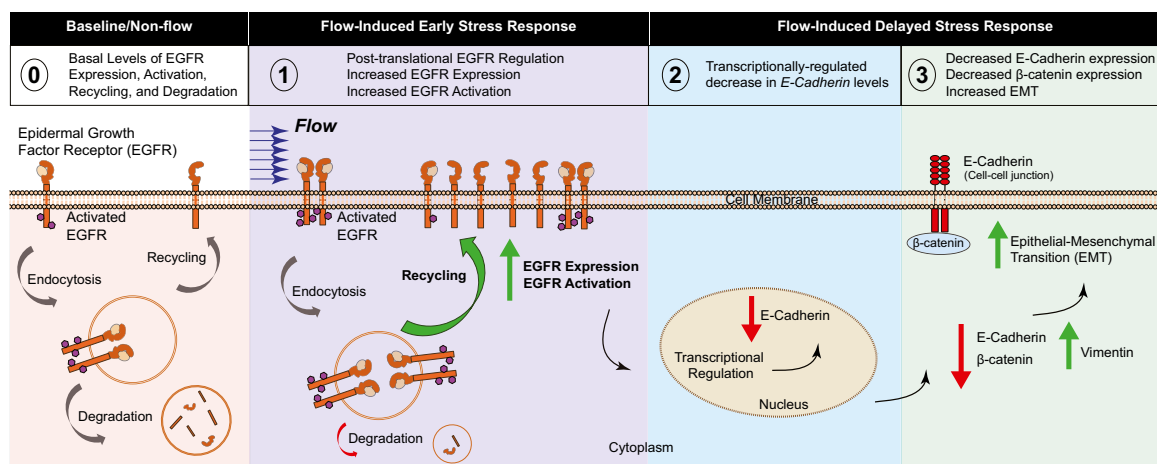 Baseline/Non-flow
Flow-Induced Early Stress Response
Flow-Induced Delayed Stress Response
0
Basal Levels of EGFR
Expression, Activation,
Recycling, and Degradation
1
Post-translational EGFR Regulation
Increased EGFR Expression
Increased EGFR Activation
2
Transcriptionally-regulated
decrease in E-Cadherin levels
3
Decreased E-Cadherin expression
Decreased β-catenin expression
Increased EMT
Epidermal Growth
Factor Receptor (EGFR)
Activated
EGFR
Endocytosis
Recycling
Degradation
Flow
Activated
EGFR
Endocytosis
Recycling
EGFR Expression
EGFR Activation
Degradation
Cytoplasm
Cell Membrane
E-Cadherin
Transcriptional
Regulation
Nucleus
E-Cadherin
(Cell-cell junction)
β-catenin
Epithelial-Mesenchymal
Transition (EMT)
E-Cadherin
β-catenin
Vimentin